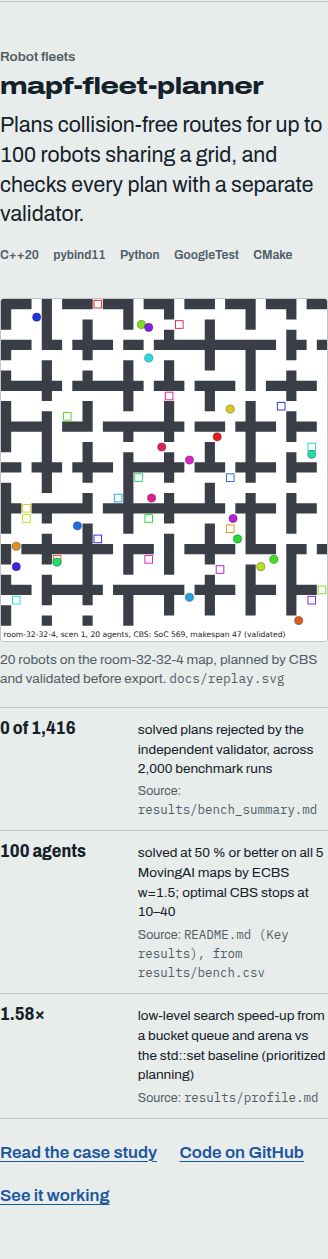 Robot fleets
mapf-fleet-planner
Plans collision-free routes for up to
100 robots sharing a grid, and
checks every plan with a separate
validator.
C++20 pybind11 Python GoogleTest CMake
room-32-32-4, scen 1, 20 agents, CBS: SoC 569, makespan 47 (validated)
20 robots on the room-32-32-4 map, planned by CBS
and validated before export. docs/replay.svg
0 of 1,416
solved plans rejected by the
independent validator, across
2,000 benchmark runs
Source:
results/bench_summary.md
100 agents
solved at 50 % or better on all 5
MovingAI maps by ECBS
w=1.5; optimal CBS stops at
10–40
Source: README.md (Key
results), from
results/bench.csv
1.58×
low-level search speed-up from
a bucket queue and arena vs
the std::set baseline (prioritized
planning)
Source: results/profile.md
Read the case study Code on GitHub
See it working